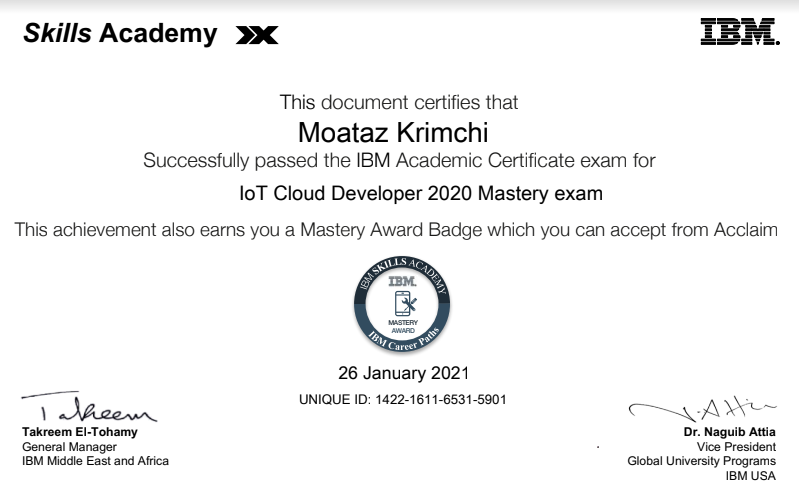 Skills Academy
IBM.
This document certifies that
Moataz Krimchi
Successfully passed the IBM Academic Certificate exam for
IoT Cloud Developer 2020 Mastery exam
This achievement also earns you a Mastery Award Badge which you can accept from Acclaim
IBM SKILLS ACADEMY
IBM.
MASTERY
AWARD
IBM Career Paths
26 January 2021
UNIQUE ID: 1422-1611-6531-5901
Takreem
Takreem El-Tohamy
General Manager
IBM Middle East and Africa
N. Attia
Dr. Naguib Attia
Vice President
Global University Programs
IBM USA